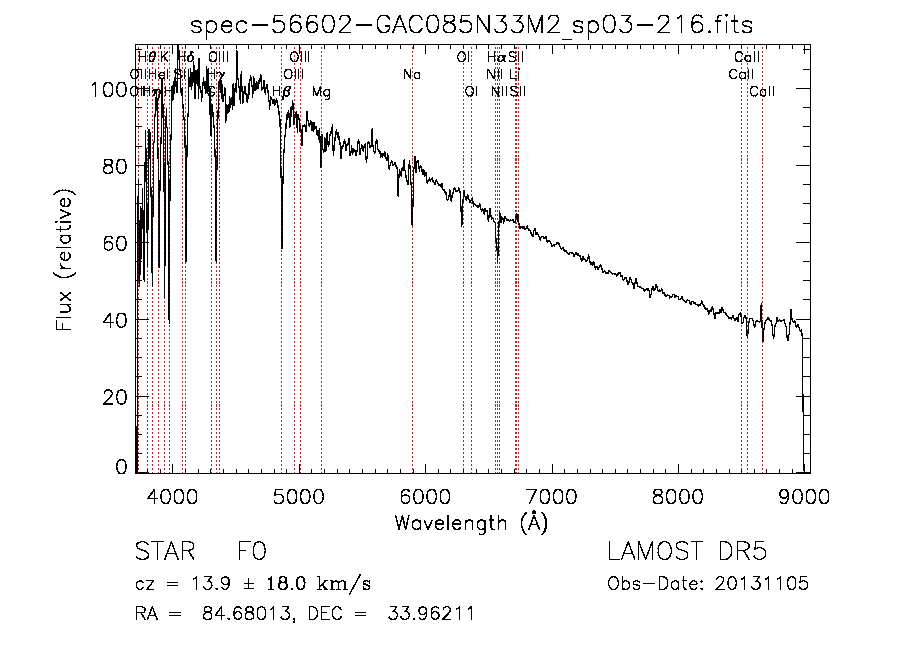 spec-56602-GAC085N33M2_sp03-216.fits
Hθ K Hδ OIII OIII OI Hα SII CaII
OII HeI SII Hγ OIII Na NII Li CaII
Hη H Hβ Mg OI NII SII CaII
100
80
60
40
20
0
Flux (relative)
4000 5000 6000 7000 8000 9000
Wavelength (Å)
STAR F0 LAMOST DR5
cz = 13.9 ± 18.0 km/s Obs-Date: 20131105
RA = 84.68013, DEC = 33.96211